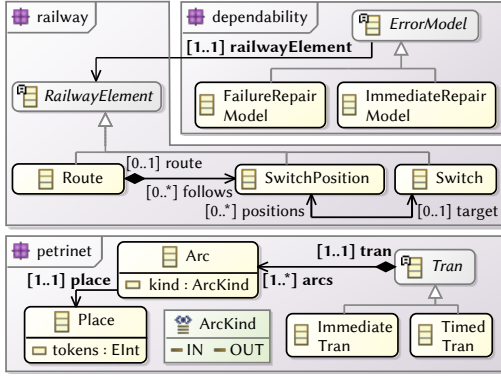 railway
dependability
ErrorModel
[1..1] railwayElement
RailwayElement
FailureRepair
Model
ImmediateRepair
Model
[0..1] route
Route
SwitchPosition
Switch
[0..*] follows
[0..*] positions
[0..1] target
petrinet
Arc
kind : ArcKind
[1..1] tran
[1..*] arcs
Tran
[1..1] place
Place
tokens : EInt
ArcKind
IN OUT
Immediate
Tran
Timed
Tran